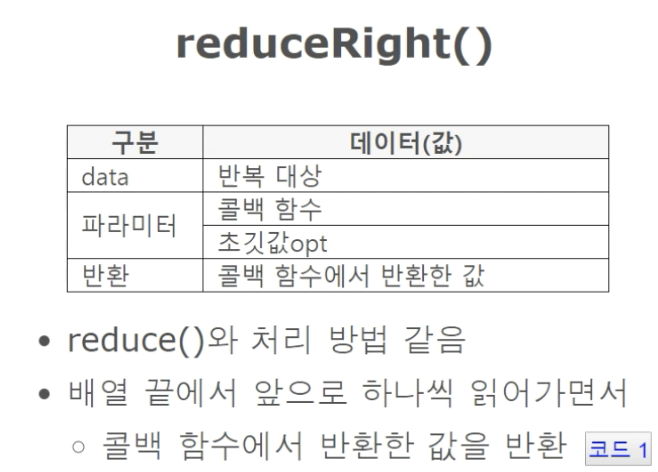 reduceRight()
구분 데이터(값)
data 반복 대상
파라미터 콜백 함수
초깃값opt
반환 콜백 함수에서 반환한 값
• reduce()와 처리 방법 같음
• 배열 끝에서 앞으로 하나씩 읽어가면서
○ 콜백 함수에서 반환한 값을 반환 코드 1